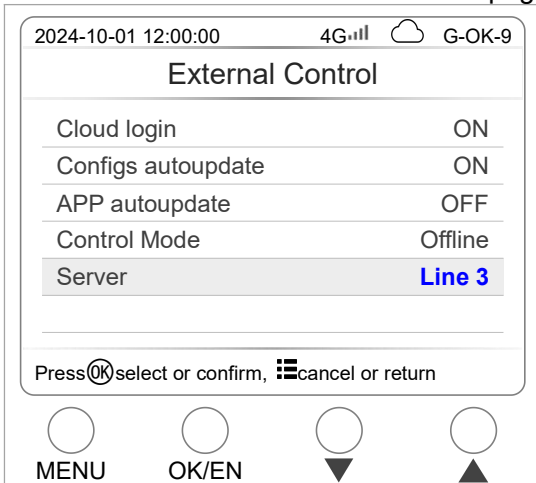 2024-10-01 12:00:00 4G G-OK-9
External Control
Cloud login ON
Configs autoupdate ON
APP autoupdate OFF
Control Mode Offline
Server Line 3
Press OK select or confirm, cancel or return
MENU OK/EN